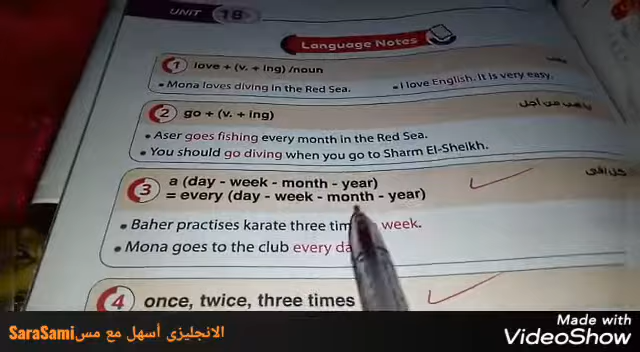 UNIT 18
Language Notes
1 love + (v. + ing) /noun
• Mona loves diving in the Red Sea. • I love English. It is very easy.
2 go + (v. + ing)
• Aser goes fishing every month in the Red Sea.
• You should go diving when you go to Sharm El-Sheikh.
3 a (day - week - month - year)
= every (day - week - month - year)
• Baher practises karate three tim week.
• Mona goes to the club every da
4 once, twice, three times
الانجليزى أسهل مع مس SaraSami
Made with
VideoShow